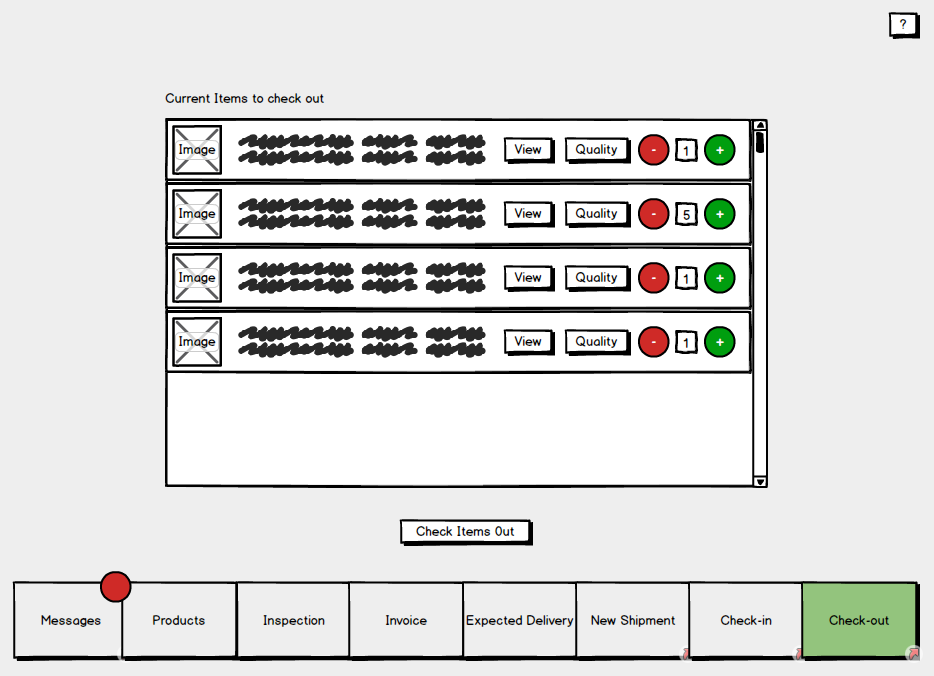 ?
Current Items to check out
Image View Quality - 1 +
Image View Quality - 5 +
Image View Quality - 1 +
Image View Quality - 1 +
Check Items Out
Messages Products Inspection Invoice Expected Delivery New Shipment Check-in Check-out